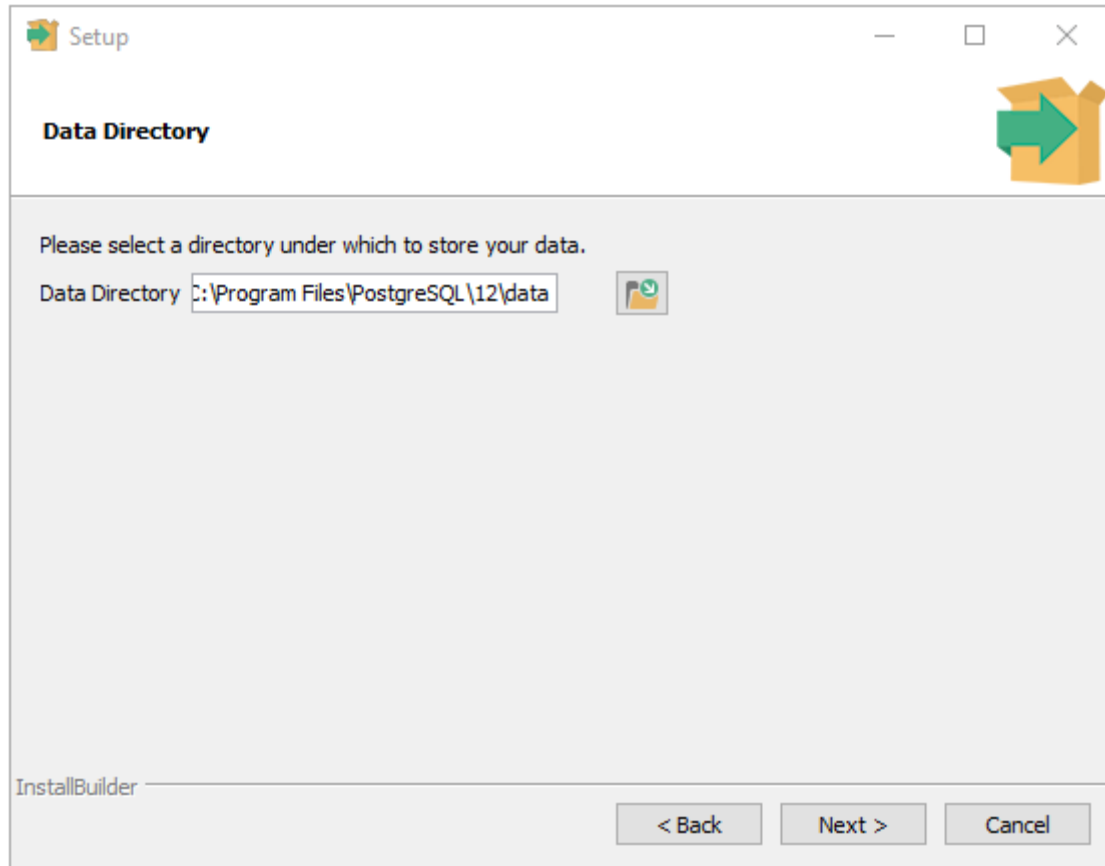 Setup
Data Directory
Please select a directory under which to store your data.
Data Directory C:\Program Files\PostgreSQL\12\data
InstallBuilder
< Back Next > Cancel